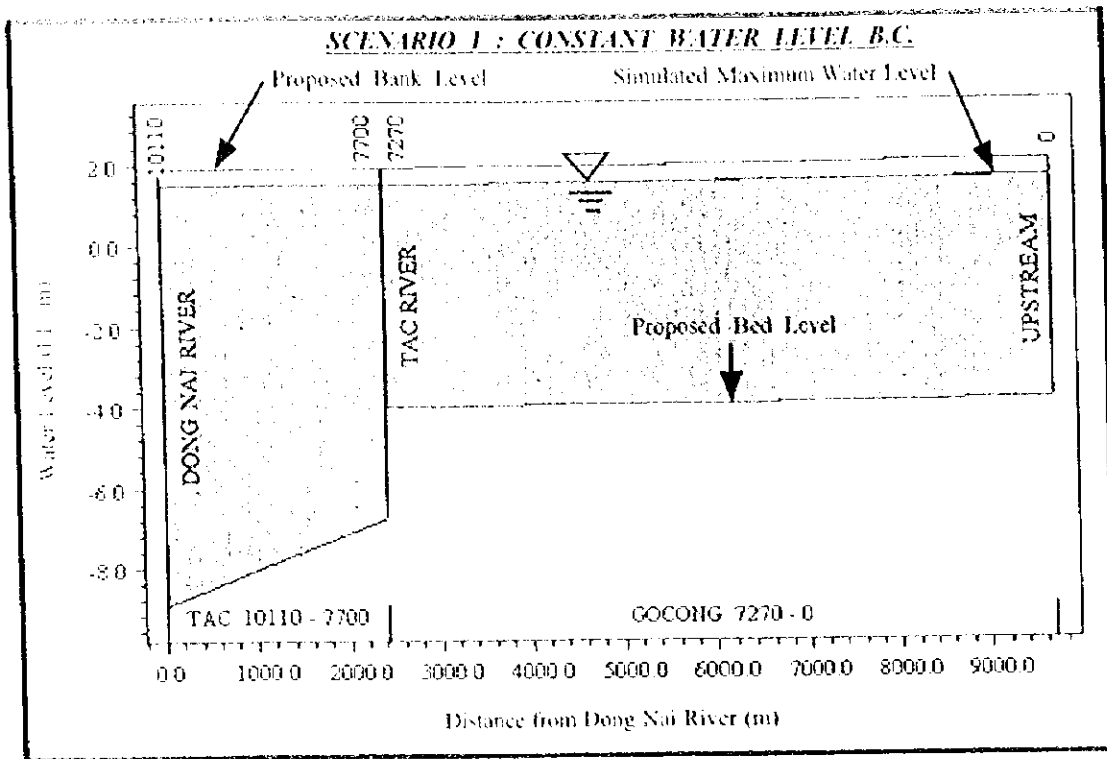 SCENARIO 1 : CONSTANT WATER LEVEL B.C.
Proposed Bank Level
Simulated Maximum Water Level
10110
7700
7270
0
2.0
0.0
-2.0
-4.0
-6.0
-8.0
Water Level
m
DONG NAI RIVER
TAC RIVER
UPSTREAM
Proposed Bed Level
TAC 10110 - 7700
GOCONG 7270 - 0
0.0
1000.0
2000.0
3000.0
4000.0
5000.0
6000.0
7000.0
8000.0
9000.0
Distance from Dong Nai River (m)